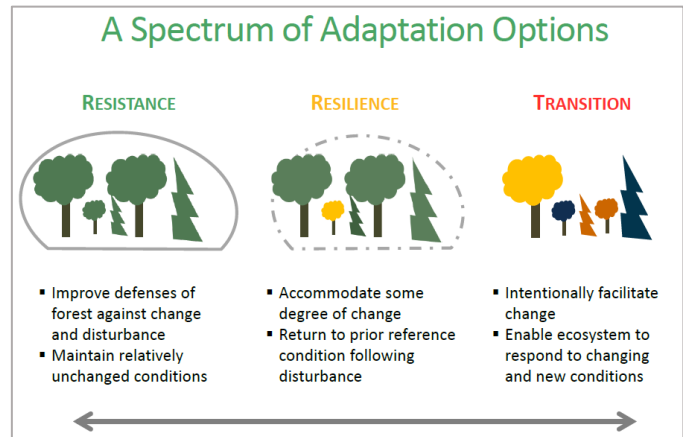 A Spectrum of Adaptation Options
RESISTANCE
RESILIENCE
TRANSITION
▪ Improve defenses of
forest against change
and disturbance
▪ Maintain relatively
unchanged conditions
▪ Accommodate some
degree of change
▪ Return to prior reference
condition following
disturbance
▪ Intentionally facilitate
change
▪ Enable ecosystem to
respond to changing
and new conditions